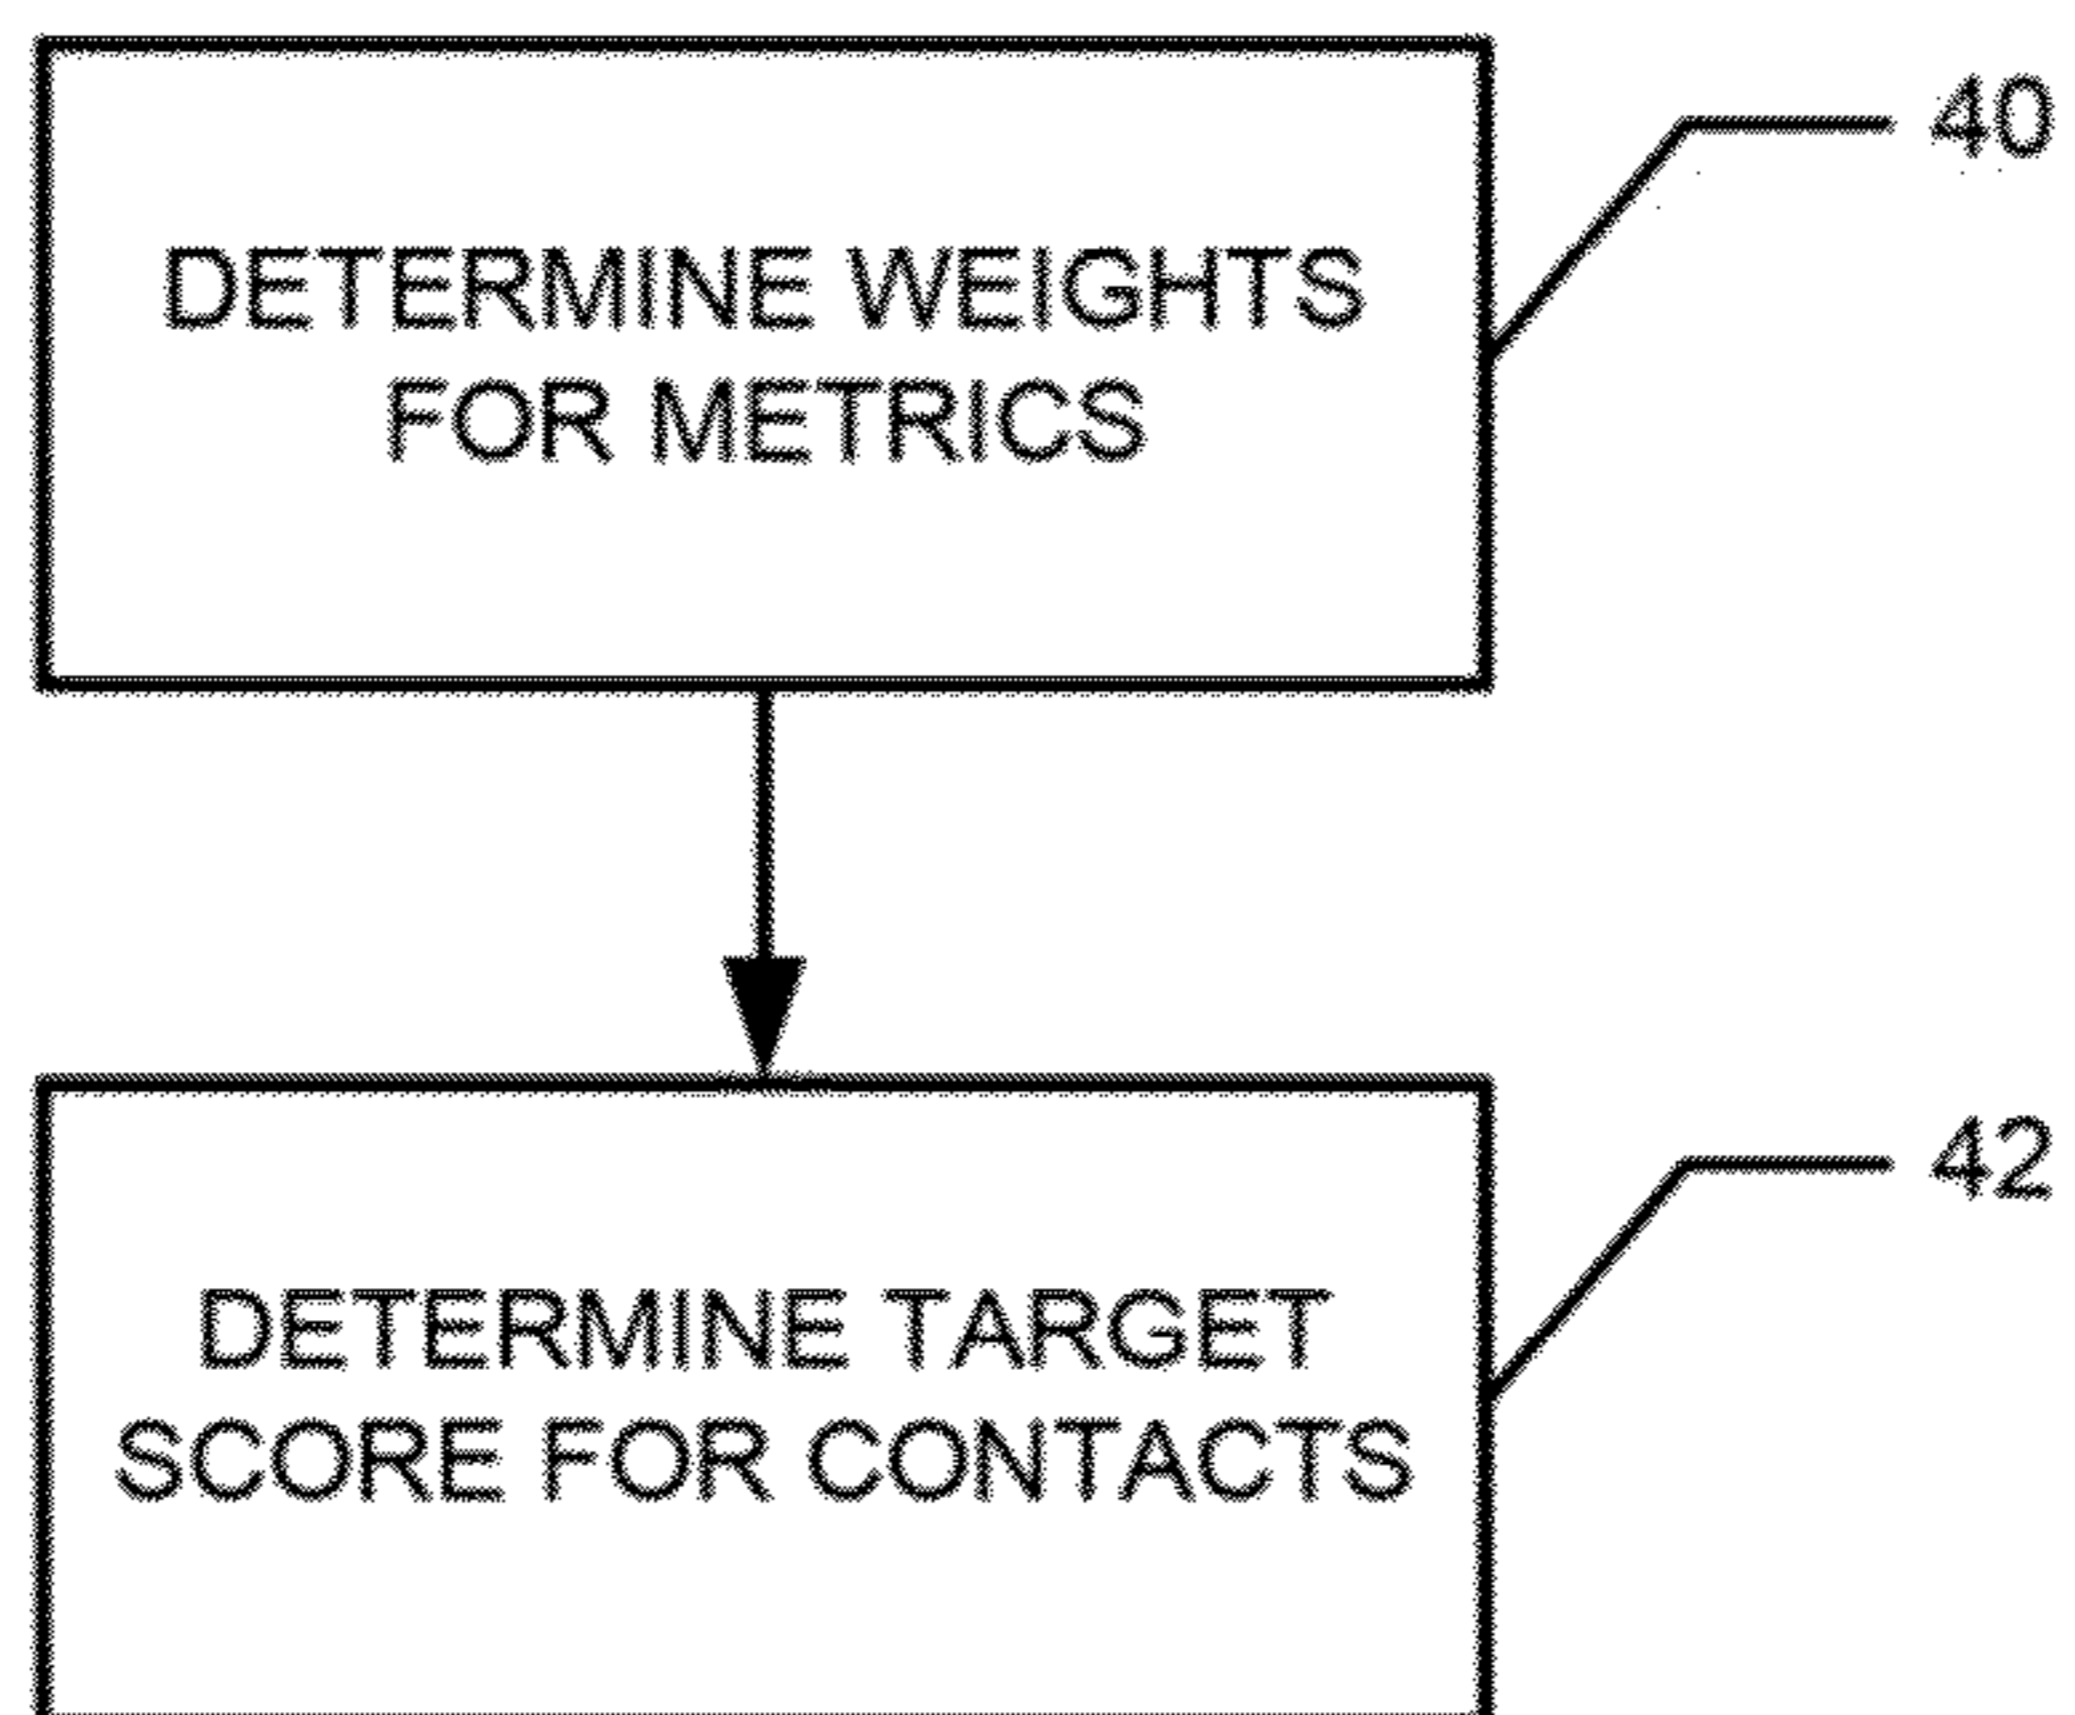 40
DETERMINE WEIGHTS
FOR METRICS
42
DETERMINE TARGET
SCORE FOR CONTACTS